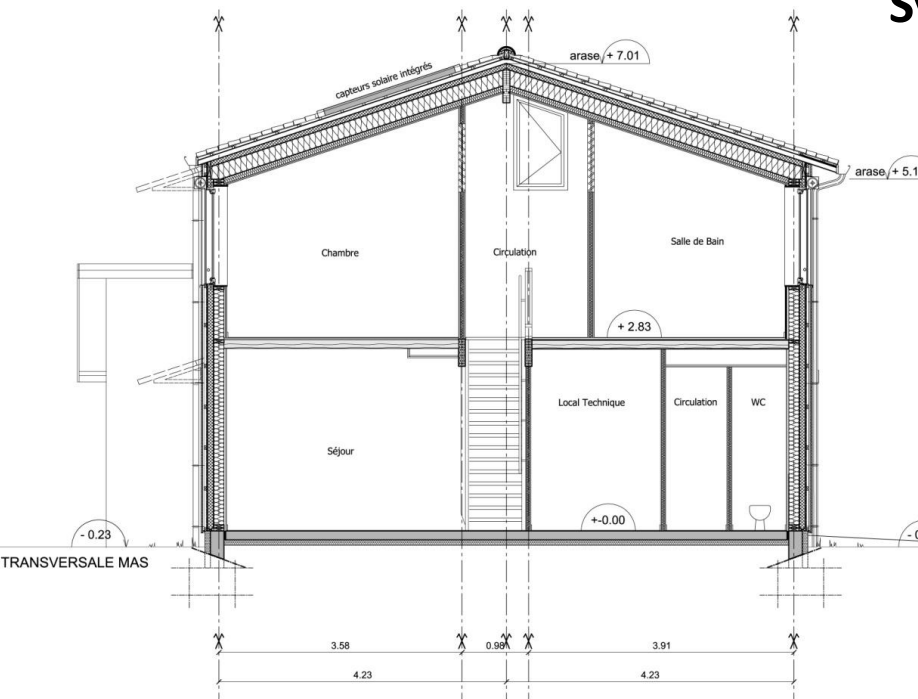 arase + 7.01
capteurs solaire intégrés
arase + 5.1
Chambre
Circulation
Salle de Bain
+ 2.83
Local Technique
Circulation
WC
Séjour
+-0.00
- 0.23
TRANSVERSALE MAS
3.58
0.98
3.91
4.23
4.23